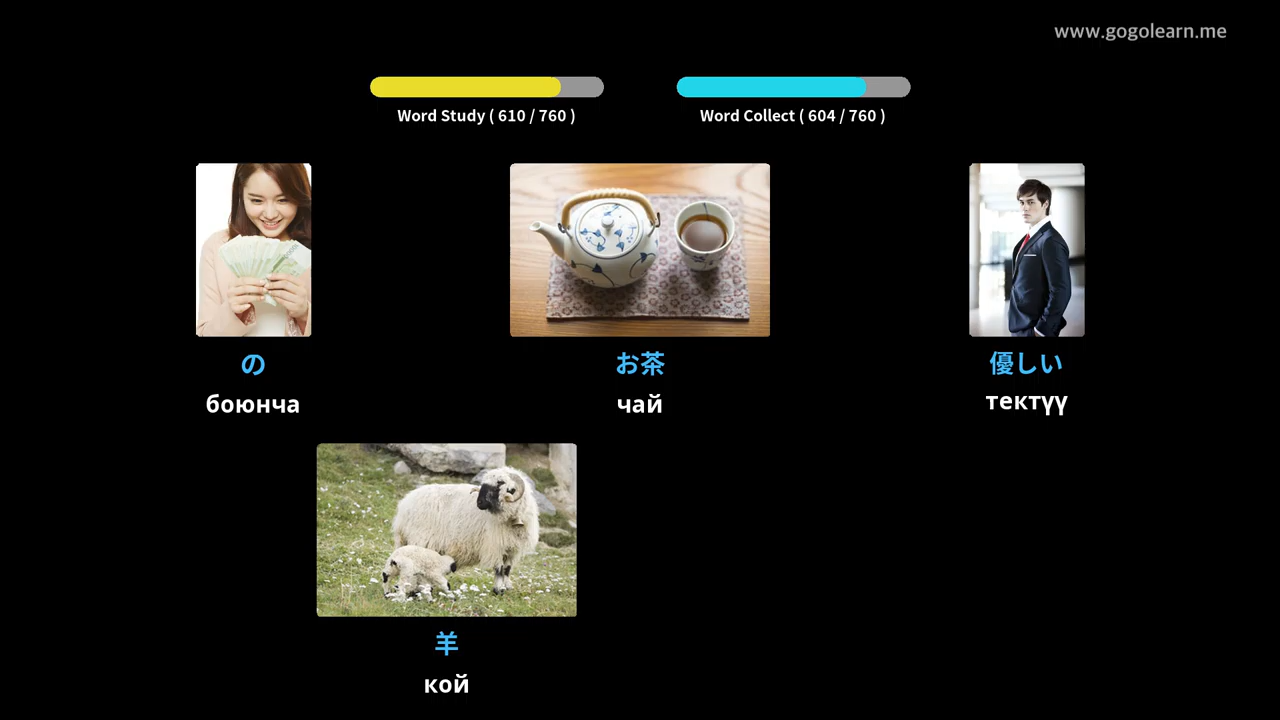 www.gogolearn.me
Word Study ( 610 / 760 )
Word Collect ( 604 / 760 )
の
боюнча
お茶
чай
優しい
тектүү
羊
кой